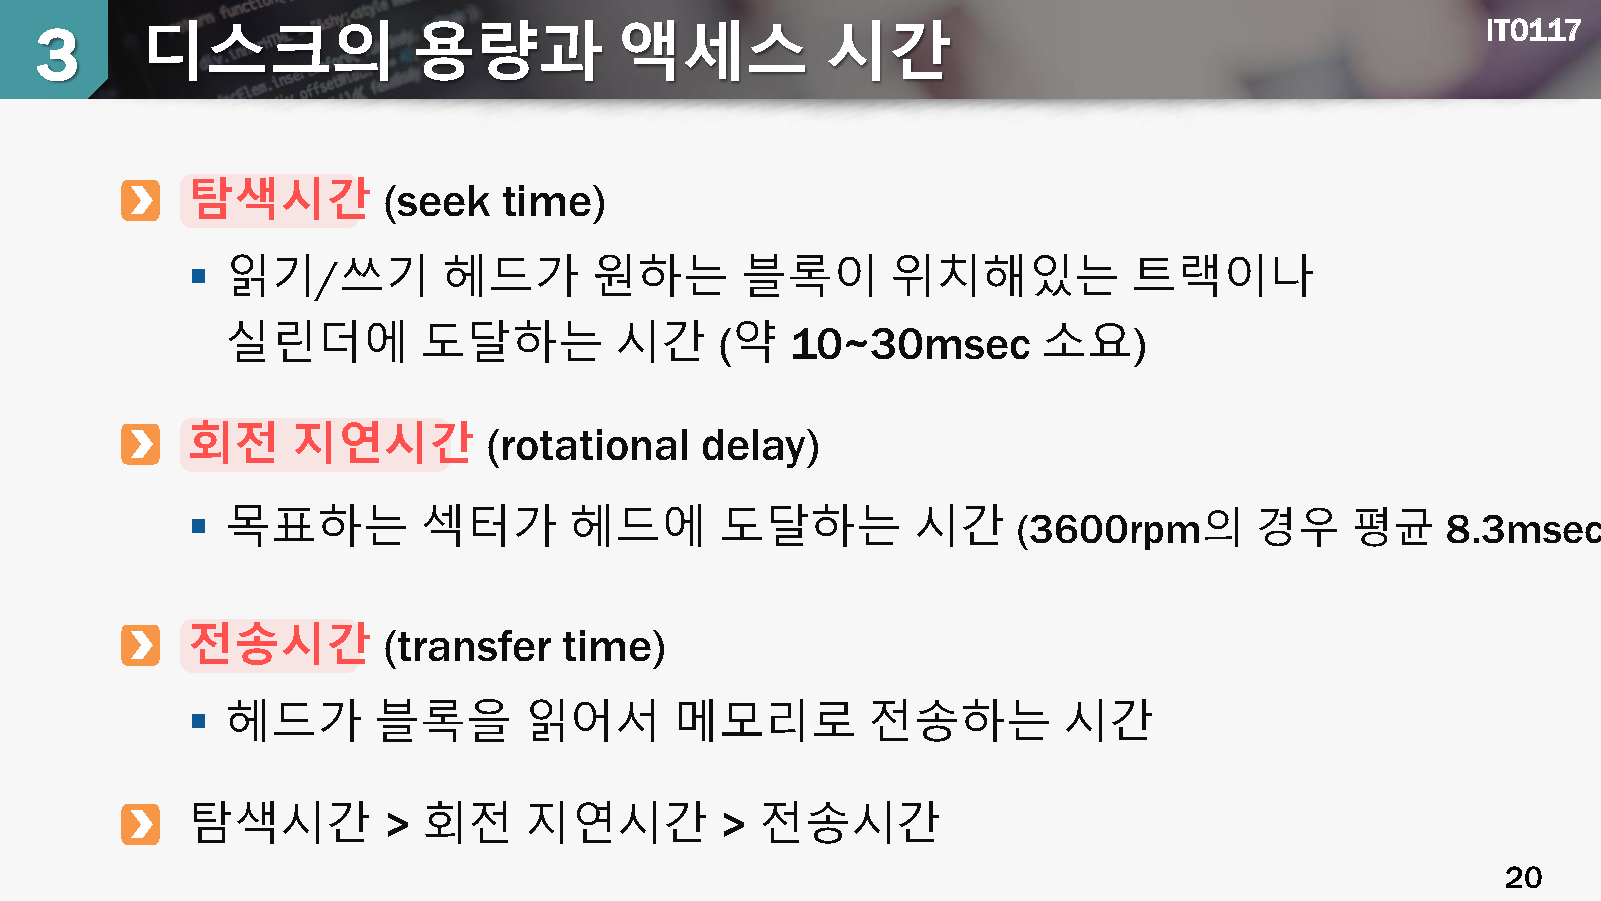 3 디스크의 용량과 액세스 시간
IT0117
탐색시간 (seek time)
읽기/쓰기 헤드가 원하는 블록이 위치해있는 트랙이나
실린더에 도달하는 시간 (약 10~30msec 소요)
회전 지연시간 (rotational delay)
목표하는 섹터가 헤드에 도달하는 시간 (3600rpm의 경우 평균 8.3msec
전송시간 (transfer time)
헤드가 블록을 읽어서 메모리로 전송하는 시간
탐색시간 > 회전 지연시간 > 전송시간
20